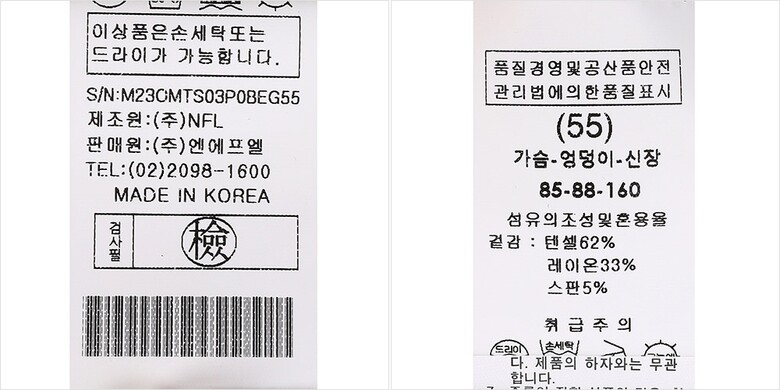 이상품은손세탁또는
드라이가 가능합니다.
S/N:M23CMTS03P0BEG55
제조원:(주)NFL
판매원:(주)엔에프엘
TEL:(02)2098-1600
MADE IN KOREA
검사필
檢
품질경영및공산품안전
관리법에의한품질표시
(55)
가슴-엉덩이-신장
85-88-160
섬유의조성및혼용율
겉감 : 텐셀62%
레이온33%
스판5%
취급주의
드라이 손세탁
다. 제품의 하자와는 무관
합니다.